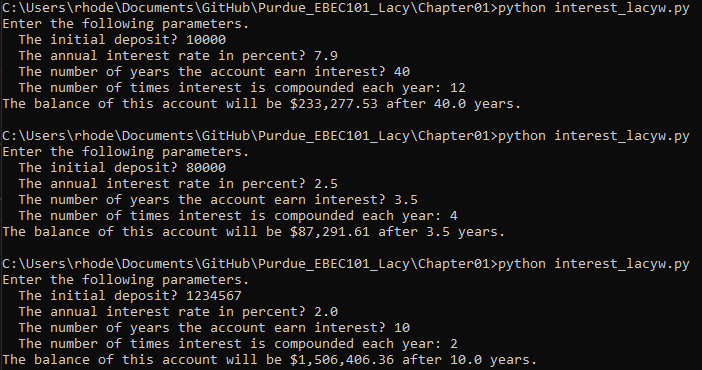 C:\Users\rhode\Documents\GitHub\Purdue_EBEC101_Lacy\Chapter01>python interest_lacyw.py
Enter the following parameters.
  The initial deposit? 10000
  The annual interest rate in percent? 7.9
  The number of years the account earn interest? 40
  The number of times interest is compounded each year: 12
The balance of this account will be $233,277.53 after 40.0 years.

C:\Users\rhode\Documents\GitHub\Purdue_EBEC101_Lacy\Chapter01>python interest_lacyw.py
Enter the following parameters.
  The initial deposit? 80000
  The annual interest rate in percent? 2.5
  The number of years the account earn interest? 3.5
  The number of times interest is compounded each year: 4
The balance of this account will be $87,291.61 after 3.5 years.

C:\Users\rhode\Documents\GitHub\Purdue_EBEC101_Lacy\Chapter01>python interest_lacyw.py
Enter the following parameters.
  The initial deposit? 1234567
  The annual interest rate in percent? 2.0
  The number of years the account earn interest? 10
  The number of times interest is compounded each year: 2
The balance of this account will be $1,506,406.36 after 10.0 years.